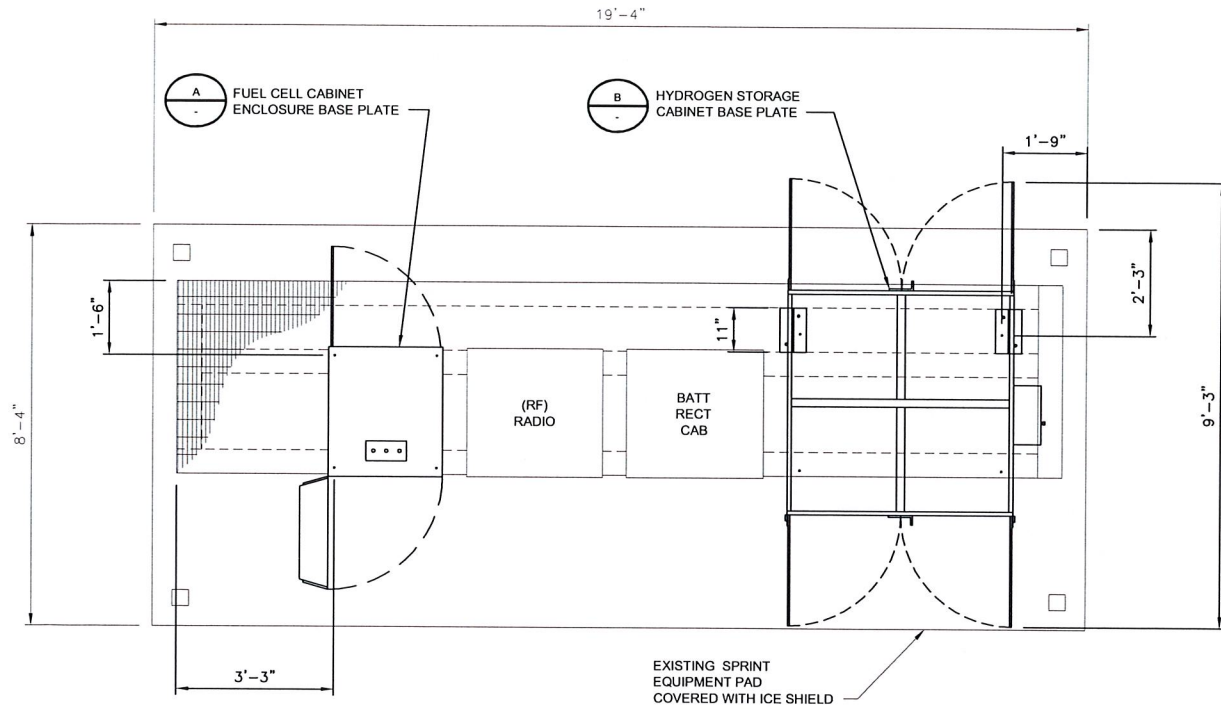 19'-4"
A
-
FUEL CELL CABINET
ENCLOSURE BASE PLATE
B
-
HYDROGEN STORAGE
CABINET BASE PLATE
1'-9"
2'-3"
1'-6"
11"
8'-4"
9'-3"
(RF)
RADIO
BATT
RECT
CAB
3'-3"
EXISTING SPRINT
EQUIPMENT PAD
COVERED WITH ICE SHIELD